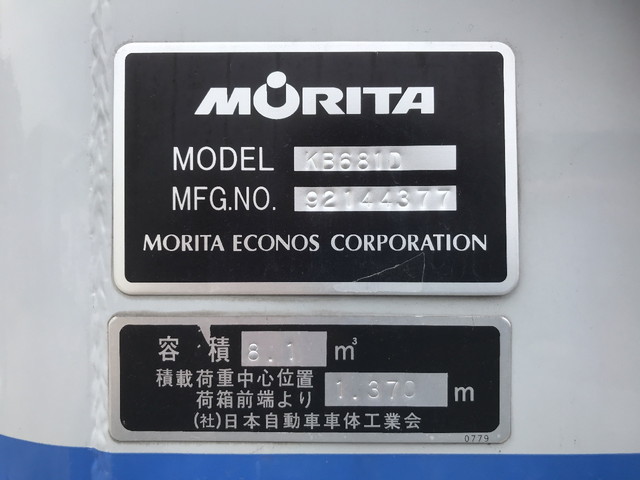 MORITA
MODEL KB681D
MFG.NO. 92144377
MORITA ECONOS CORPORATION
容積 8.1 m³
積載荷重中心位置
荷箱前端より 1.370 m
(社)日本自動車車体工業会
0779